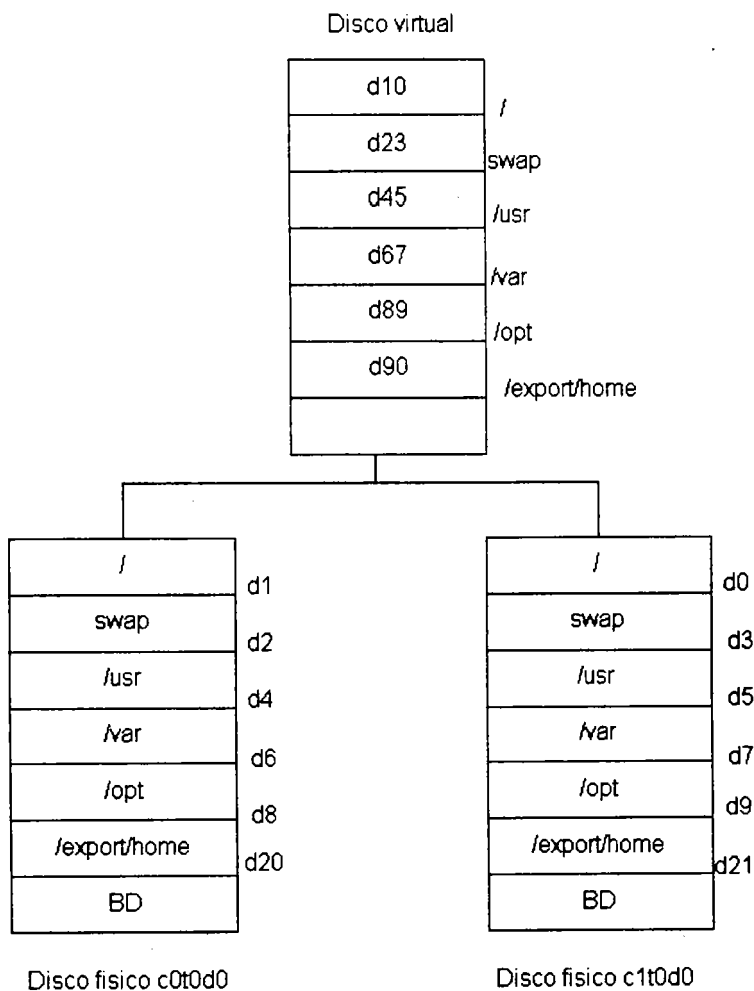 Disco virtual
d10
/
d23
swap
d45
/usr
d67
/var
d89
/opt
d90
/export/home
/
d1
swap
d2
/usr
d4
/var
d6
/opt
d8
/export/home
d20
BD
Disco fisico c0t0d0
/
d0
swap
d3
/usr
d5
/var
d7
/opt
d9
/export/home
d21
BD
Disco fisico c1t0d0